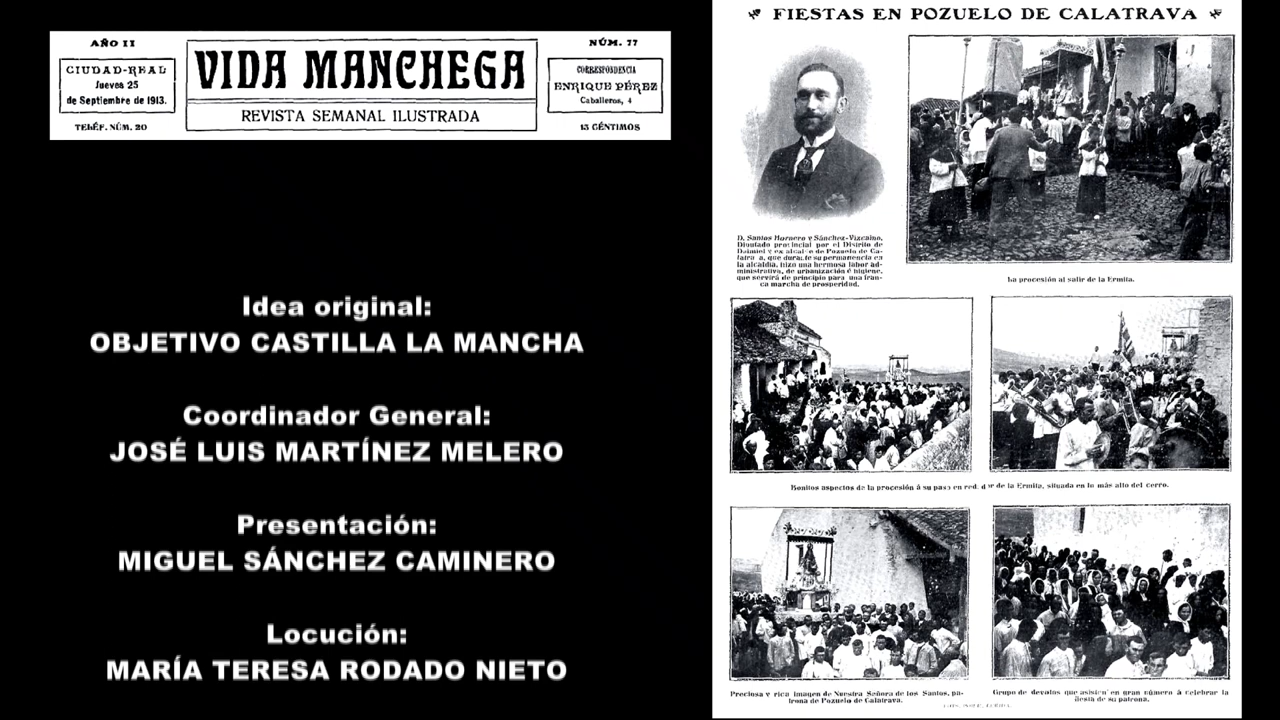 AÑO II
CIUDAD-REAL
Jueves 25
de Septiembre de 1913.
TELÉF. NÚM. 20
VIDA MANCHEGA
REVISTA SEMANAL ILUSTRADA
NÚM. 77
CORRESPONDENCIA
ENRIQUE PÉREZ
Caballeros, 4
15 CÉNTIMOS
Idea original:
OBJETIVO CASTILLA LA MANCHA
Coordinador General:
JOSÉ LUIS MARTÍNEZ MELERO
Presentación:
MIGUEL SÁNCHEZ CAMINERO
Locución:
MARÍA TERESA RODADO NIETO
FIESTAS EN POZUELO DE CALATRAVA
D. Santos Hornero y Sánchez-Vizcaíno,
Diputado provincial por el Distrito de
Daimiel y ex alcalde de Pozuelo de Ca-
latrava, que durante su permanencia en
la alcaldía, hizo una hermosa labor ad-
ministrativa, de urbanización é higiene,
que servirá de principio para una fran-
ca marcha de prosperidad.
La procesión al salir de la Ermita.
Bonitos aspectos de la procesión á su paso en red. dor de la Ermita, situada en lo más alto del cerro.
Preciosa y rica imagen de Nuestra Señora de los Santos, pa-
trona de Pozuelo de Calatrava.
Grupo de devotos que asisten en gran número á celebrar la
fiesta de su patrona.